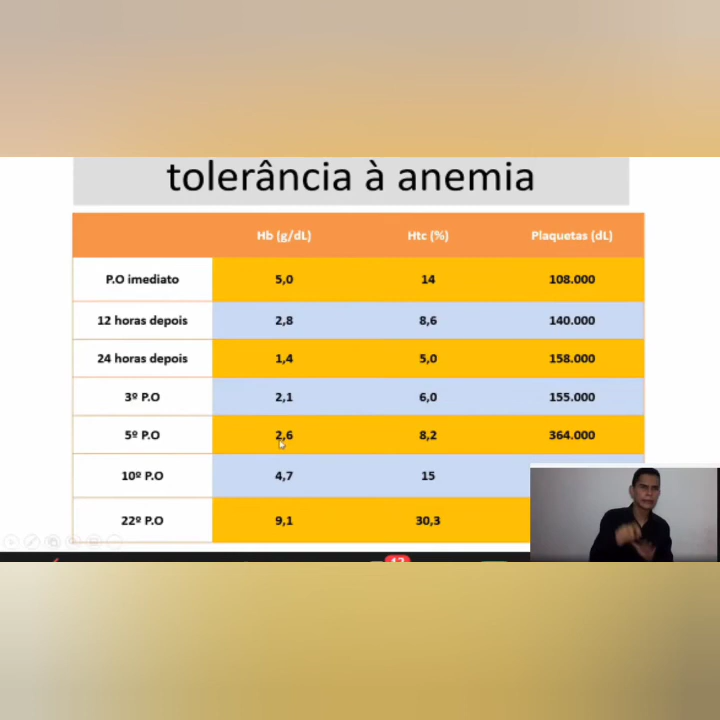 tolerância à anemia
Hb (g/dL) Htc (%) Plaquetas (dL)
P.O imediato 5,0 14 108.000
12 horas depois 2,8 8,6 140.000
24 horas depois 1,4 5,0 158.000
3º P.O 2,1 6,0 155.000
5º P.O 2,6 8,2 364.000
10º P.O 4,7 15
22º P.O 9,1 30,3